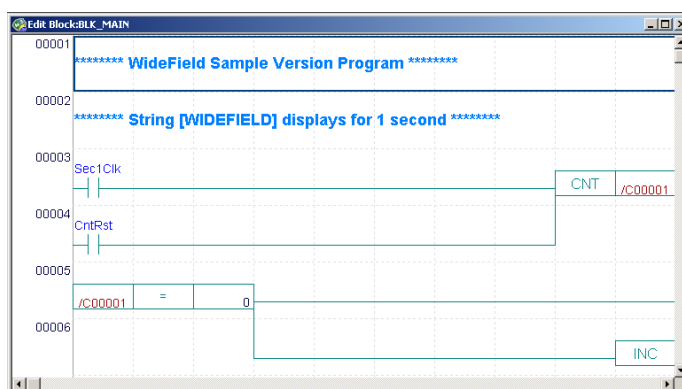 Edit Block:BLK_MAIN
00001
******** WideField Sample Version Program ********
00002
******** String [WIDEFIELD] displays for 1 second ********
00003
Sec1Clk
CNT /C00001
00004
CntRst
00005
/C00001 = 0
00006
INC